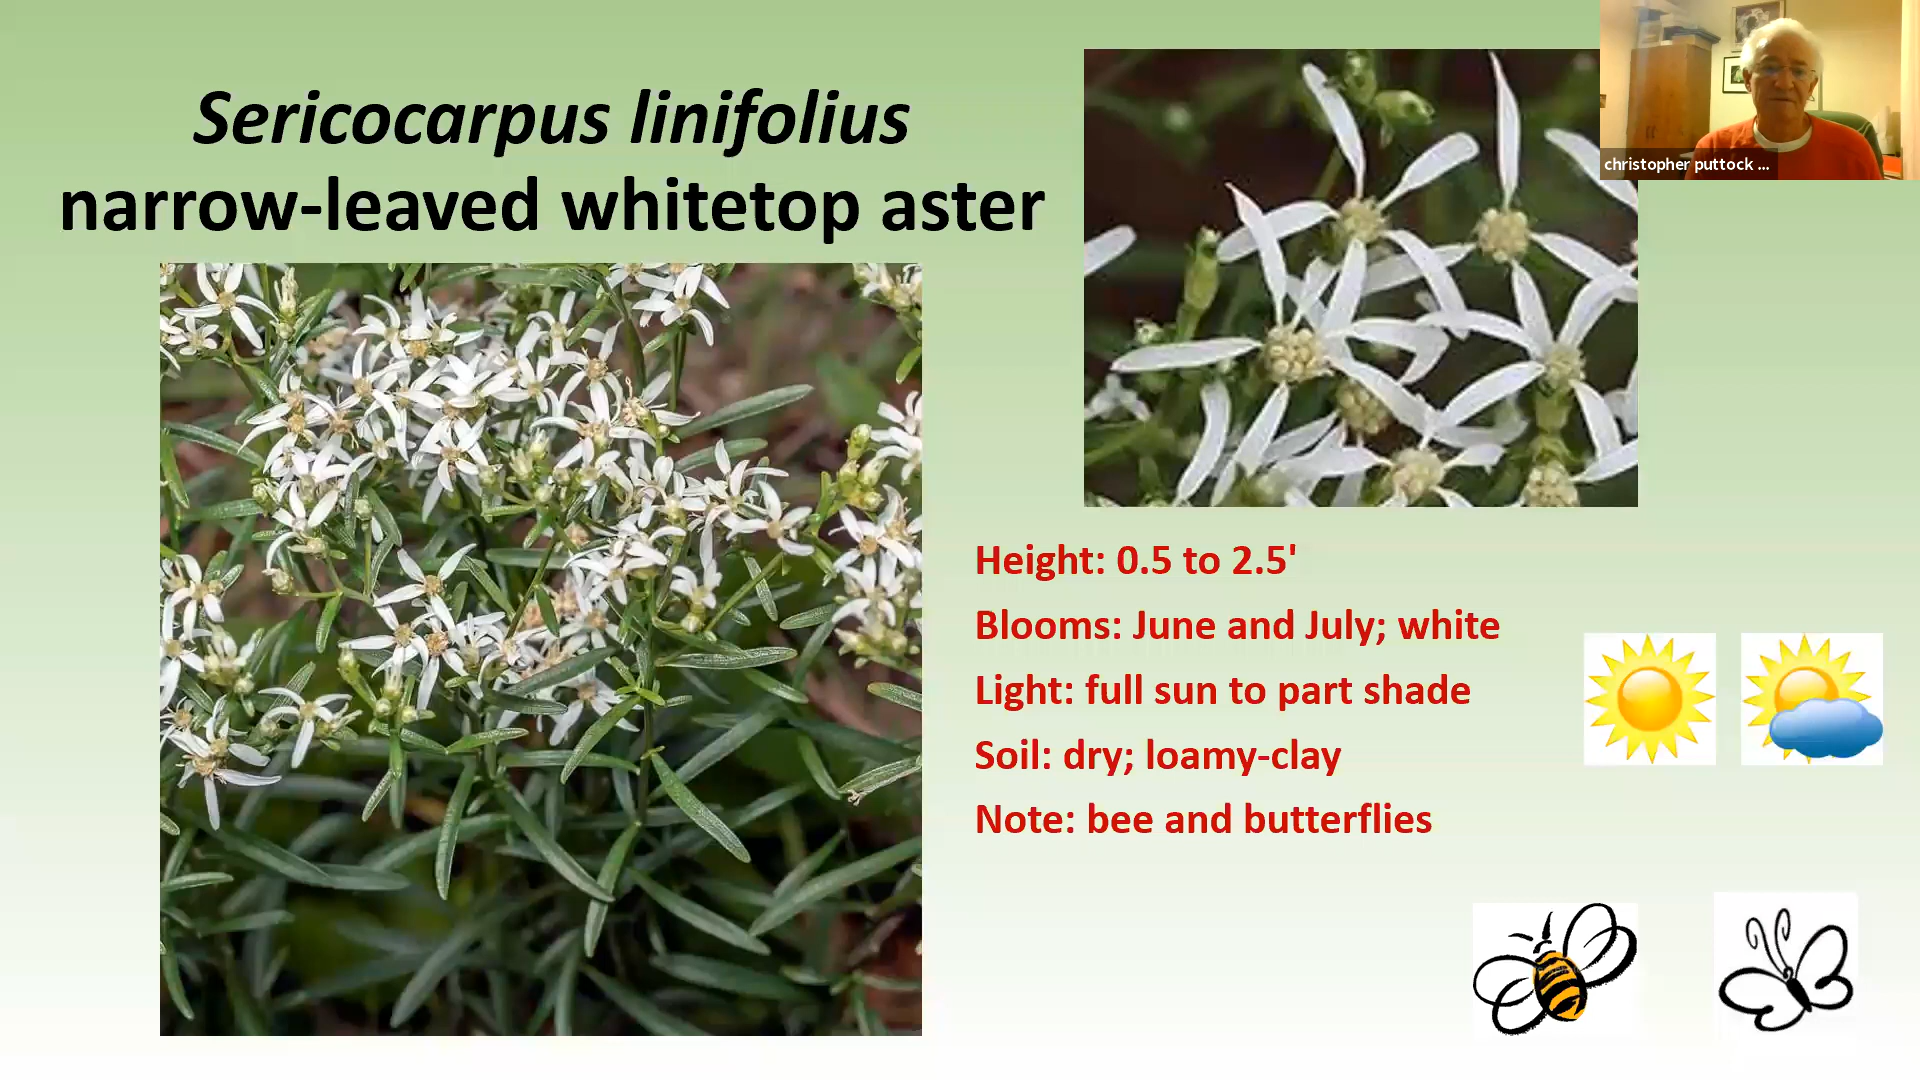 Sericocarpus linifolius
narrow-leaved whitetop aster
christopher puttock ...
Height: 0.5 to 2.5'
Blooms: June and July; white
Light: full sun to part shade
Soil: dry; loamy-clay
Note: bee and butterflies